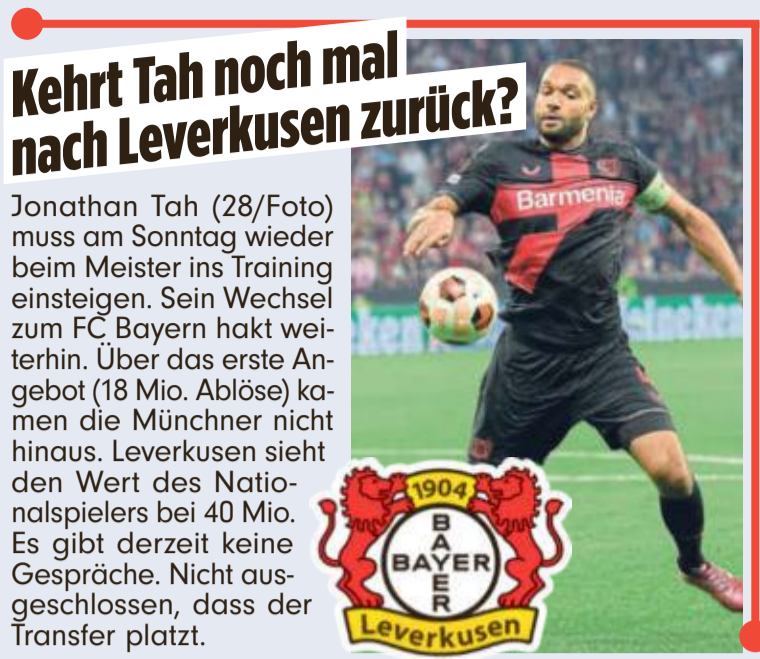 Kehrt Tah noch mal
nach Leverkusen zurück?
Jonathan Tah (28/Foto)
muss am Sonntag wieder
beim Meister ins Training
einsteigen. Sein Wechsel
zum FC Bayern hakt wei-
terhin. Über das erste An-
gebot (18 Mio. Ablöse) ka-
men die Münchner nicht
hinaus. Leverkusen sieht
den Wert des Natio-
nalspielers bei 40 Mio.
Es gibt derzeit keine
Gespräche. Nicht aus-
geschlossen, dass der
Transfer platzt.
Barmenia
Heineken
1904
BAYER
BAYER
Leverkusen